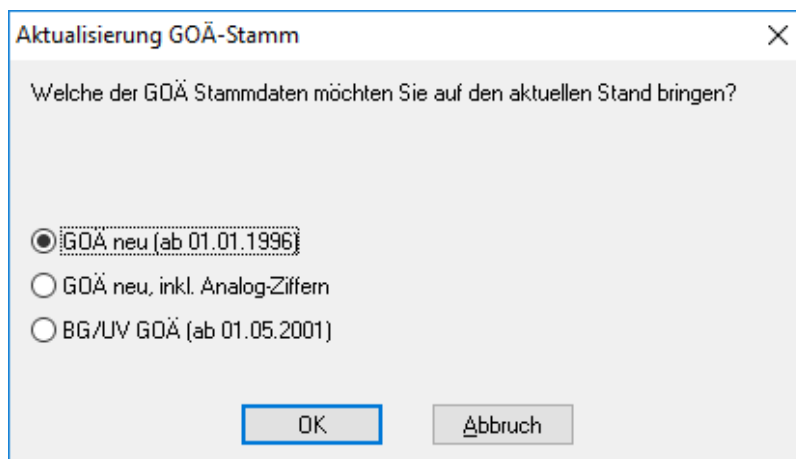 Aktualisierung GOÄ-Stamm
Welche der GOÄ Stammdaten möchten Sie auf den aktuellen Stand bringen?
GOÄ neu (ab 01.01.1996)
GOÄ neu, inkl. Analog-Ziffern
BG/UV GOÄ (ab 01.05.2001)
OK Abbruch